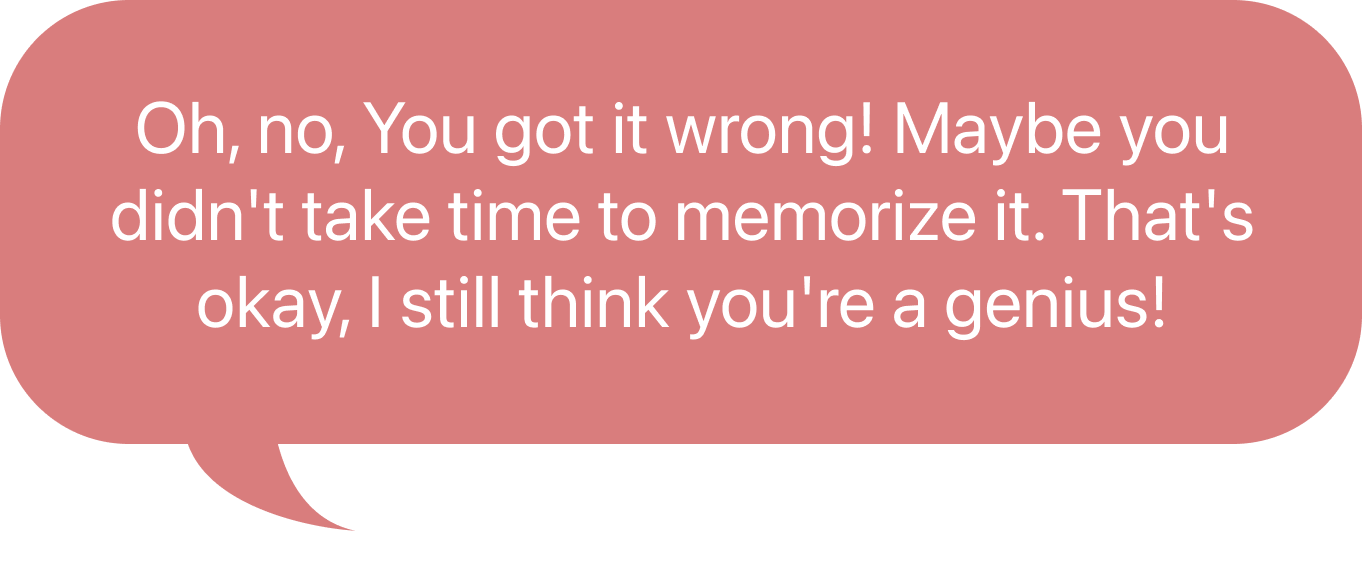 Oh, no, You got it wrong! Maybe you
didn't take time to memorize it. That's
okay, I still think you're a genius!